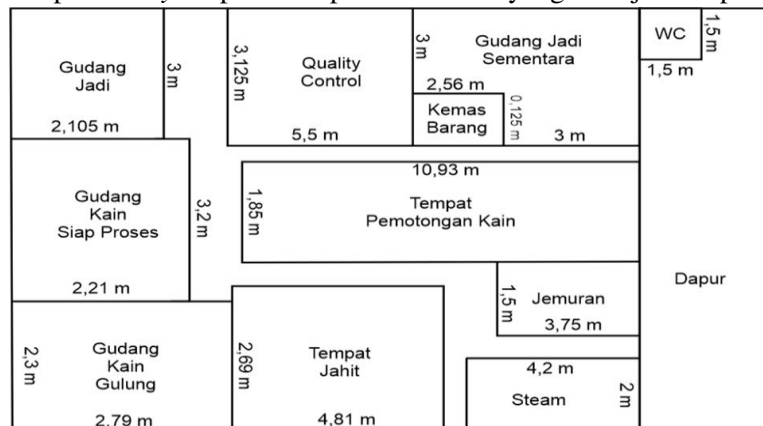 Gudang
Jadi
3 m
2,105 m
3,125 m
Quality
Control
5,5 m
3 m
Gudang Jadi
Sementara
2,56 m
Kemas
Barang
0,125 m
3 m
WC
1,5 m
1,5 m
Gudang
Kain
Siap Proses
3,2 m
2,21 m
10,93 m
1,85 m
Tempat
Pemotongan Kain
Dapur
1,5 m
Jemuran
3,75 m
2,3 m
Gudang
Kain
Gulung
2,79 m
2,69 m
Tempat
Jahit
4,81 m
4,2 m
Steam
2 m